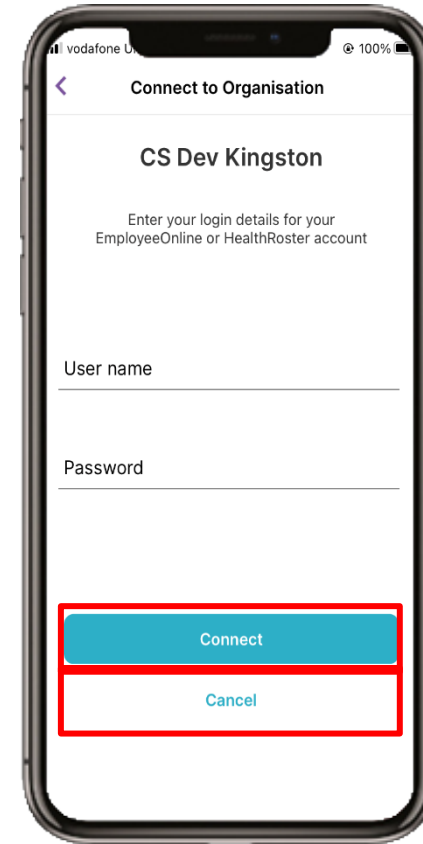 vodafone U 100%
Connect to Organisation
CS Dev Kingston
Enter your login details for your
EmployeeOnline or HealthRoster account
User name
Password
Connect
Cancel